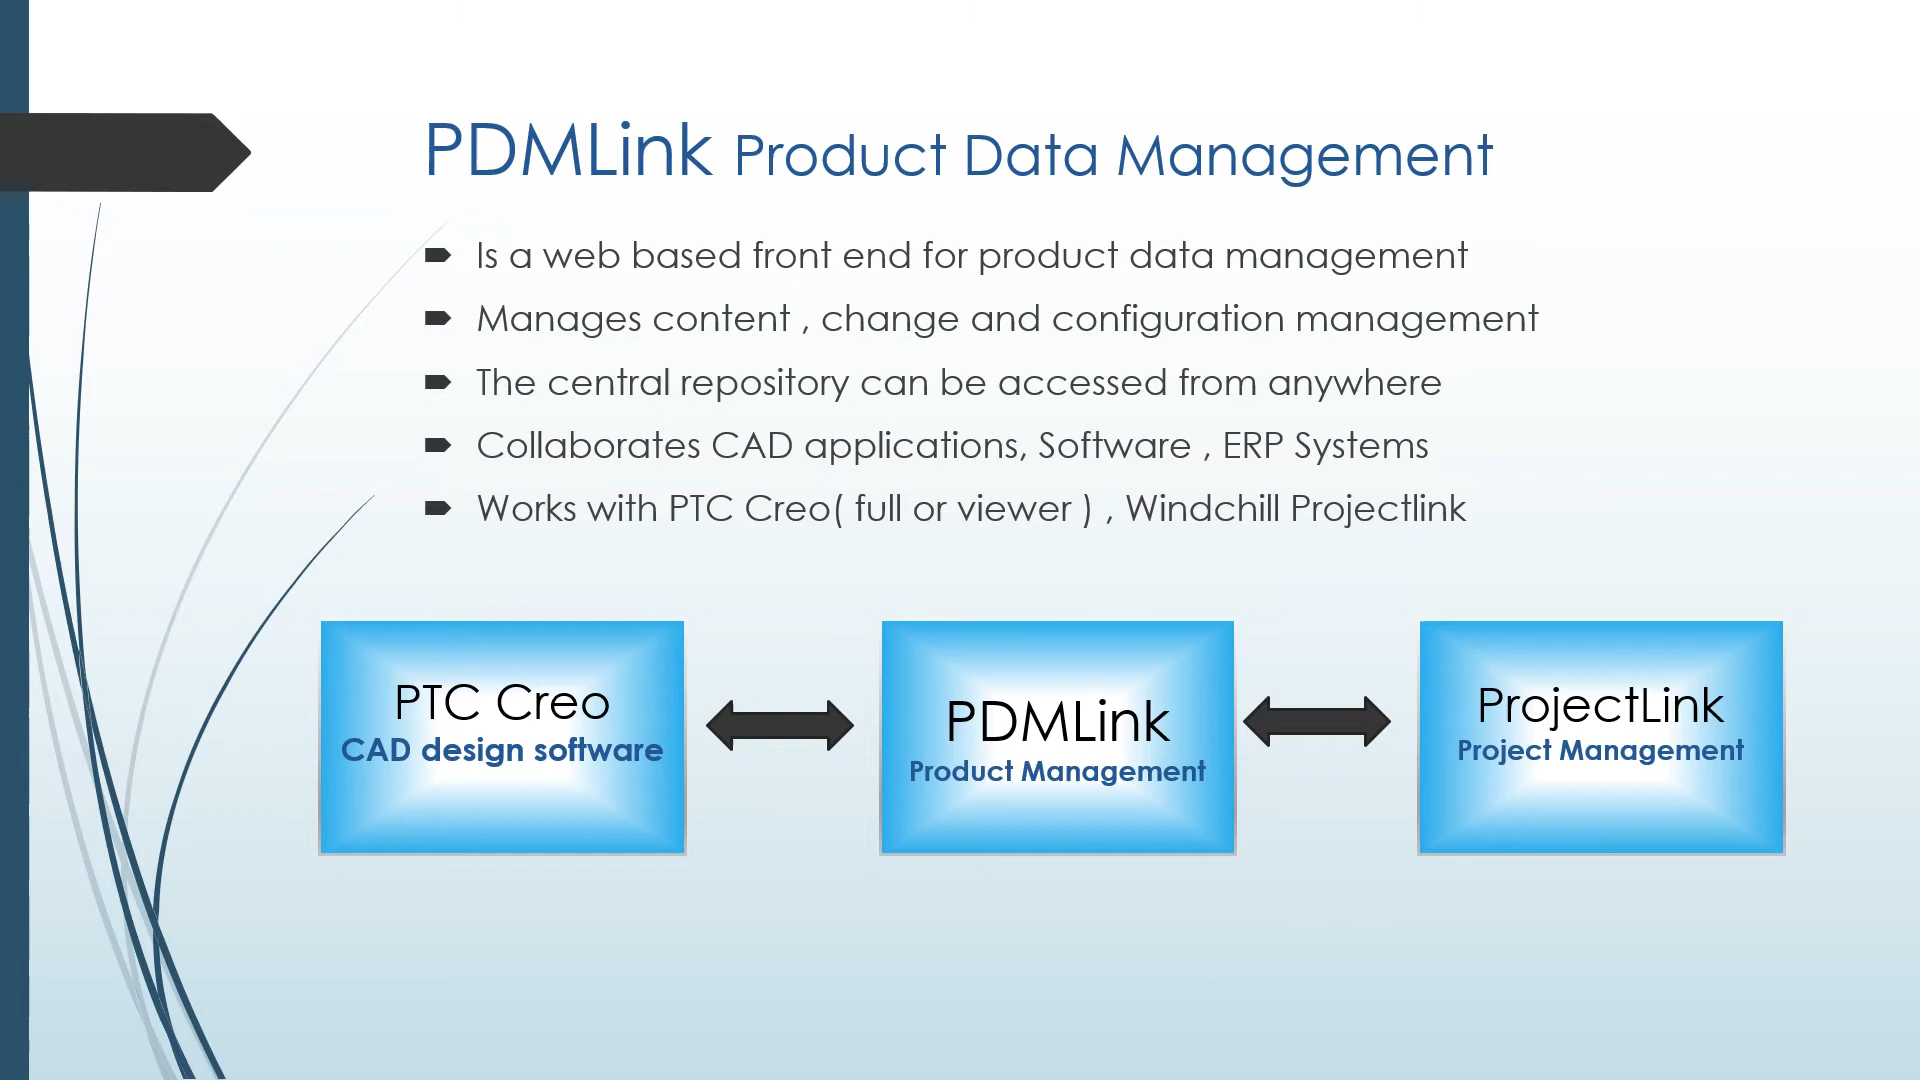 PDMLink Product Data Management
Is a web based front end for product data management
Manages content , change and configuration management
The central repository can be accessed from anywhere
Collaborates CAD applications, Software , ERP Systems
Works with PTC Creo( full or viewer ) , Windchill Projectlink
PTC Creo
CAD design software
PDMLink
Product Management
ProjectLink
Project Management